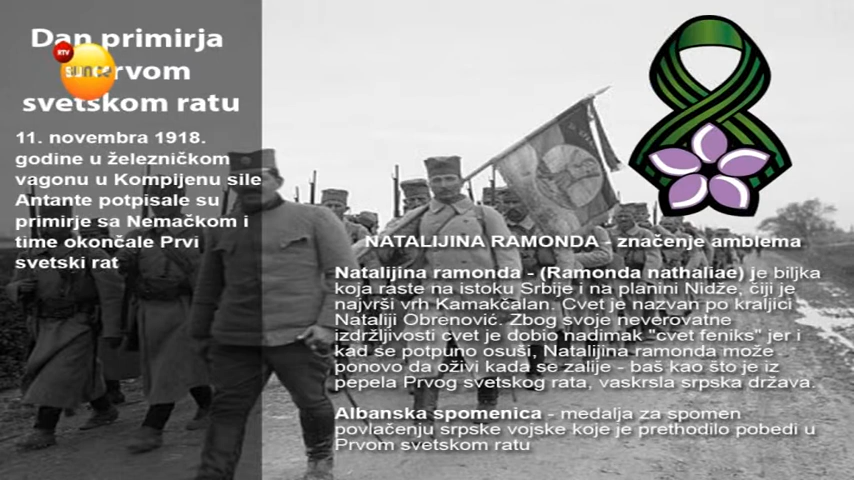 Dan primirja
u Prvom
svetskom ratu
RTV
sunce
11. novembra 1918.
godine u železničkom
vagonu u Kompijenu sile
Antante potpisale su
primirje sa Nemačkom i
time okončale Prvi
svetski rat
NATALIJINA RAMONDA - značenje amblema
Natalijina ramonda - (Ramonda nathaliae) je biljka
koja raste na istoku Srbije i na planini Nidže, čiji je
najvrši vrh Kamakčalan. Cvet je nazvan po kraljici
Nataliji Obrenović. Zbog svoje neverovatne
izdržljivosti cvet je dobio nadimak "cvet feniks" jer i
kad se potpuno osuši, Natalijina ramonda može
ponovo da oživi kada se zalije - baš kao što je iz
pepela Prvog svetskog rata, vaskrsla srpska država.
Albanska spomenica - medalja za spomen
povlačenju srpske vojske koje je prethodilo pobedi u
Prvom svetskom ratu